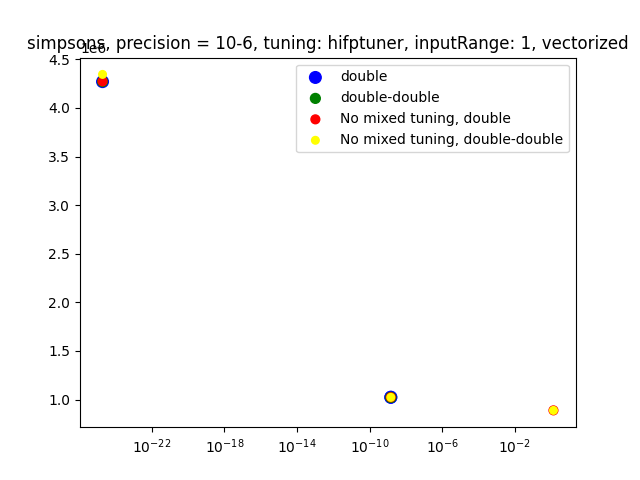 simpsons, precision = 10-6, tuning: hifptuner, inputRange: 1, vectorized
1e6
4.5
4.0
3.5
3.0
2.5
2.0
1.5
1.0
double
double-double
No mixed tuning, double
No mixed tuning, double-double
10⁻²² 10⁻¹⁸ 10⁻¹⁴ 10⁻¹⁰ 10⁻⁶ 10⁻²